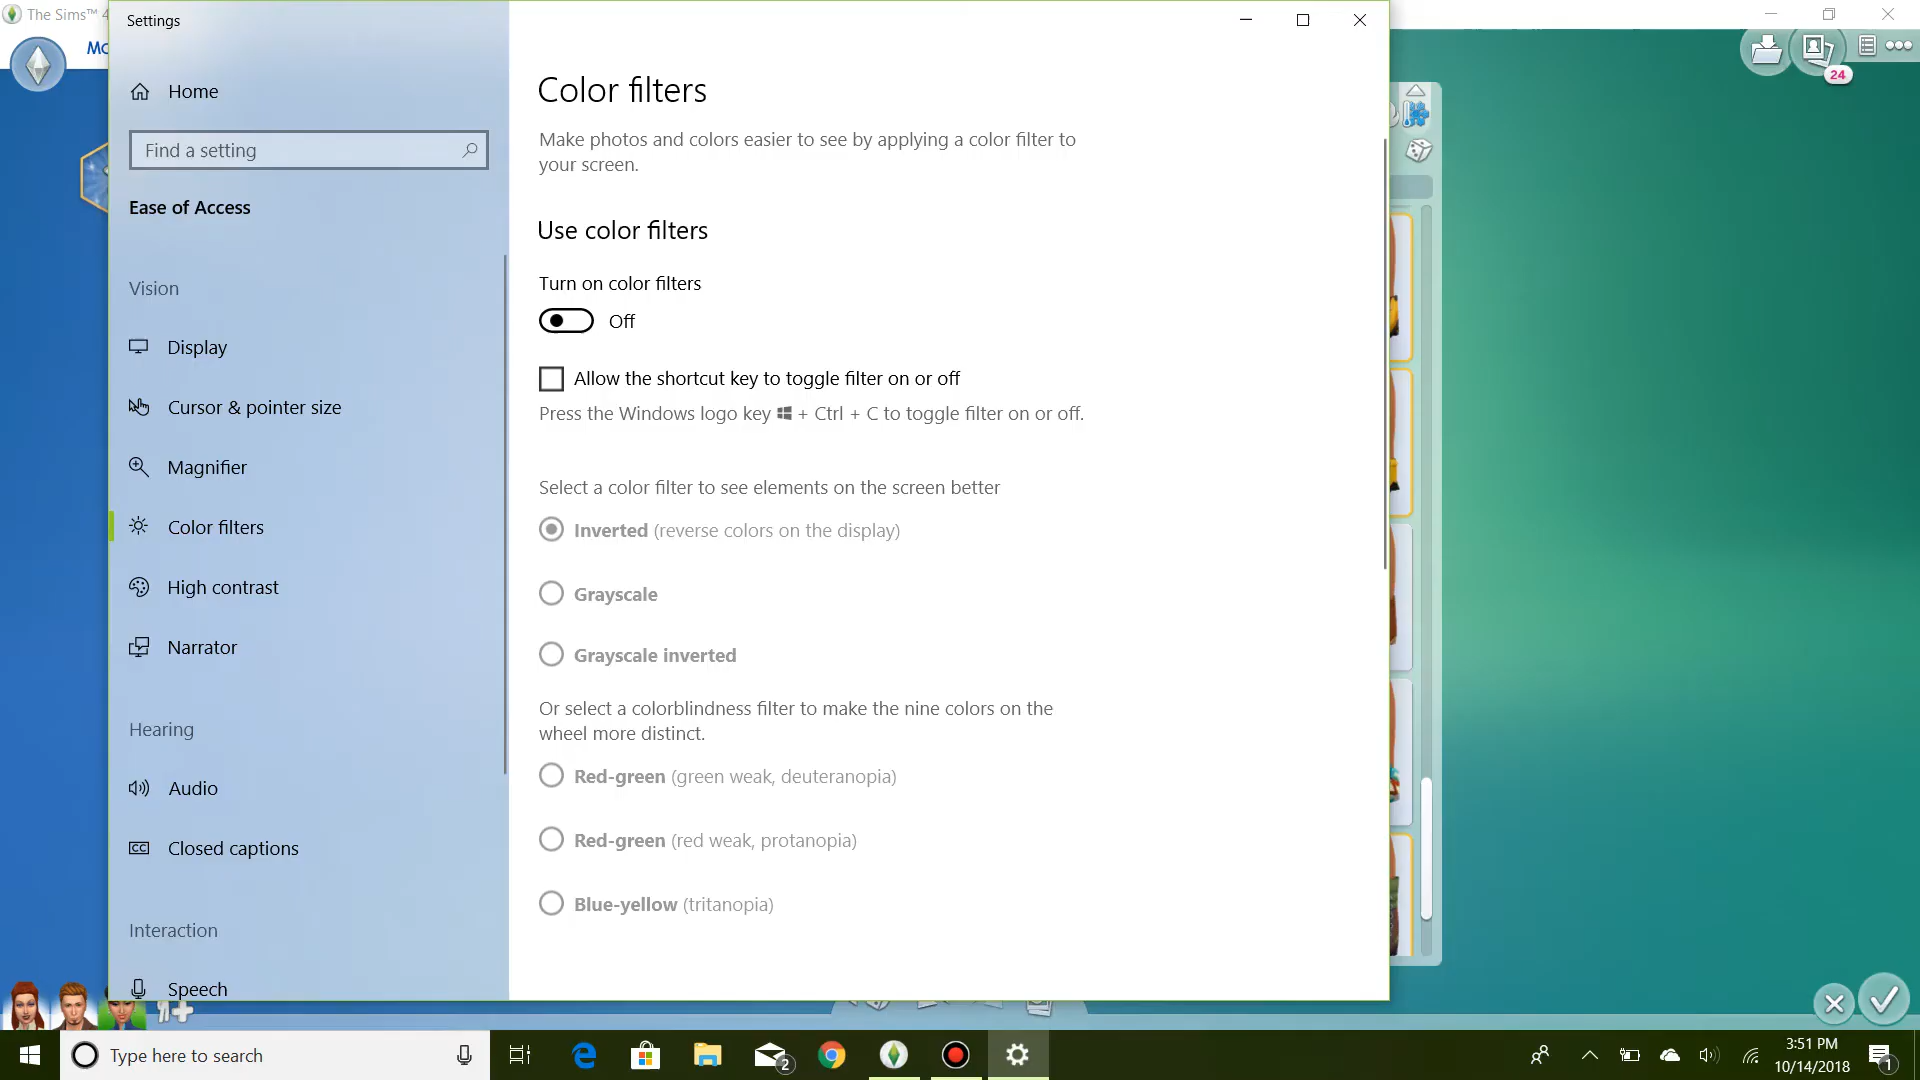 The Sims™ 4
Settings
Home
24
Find a setting
Ease of Access
Vision
Display
Cursor & pointer size
Magnifier
Color filters
High contrast
Narrator
Hearing
Audio
Closed captions
Interaction
Speech
Color filters
Make photos and colors easier to see by applying a color filter to
your screen.
Use color filters
Turn on color filters
Off
Allow the shortcut key to toggle filter on or off
Press the Windows logo key + Ctrl + C to toggle filter on or off.
Select a color filter to see elements on the screen better
Inverted (reverse colors on the display)
Grayscale
Grayscale inverted
Or select a colorblindness filter to make the nine colors on the
wheel more distinct.
Red-green (green weak, deuteranopia)
Red-green (red weak, protanopia)
Blue-yellow (tritanopia)
Type here to search
2
3:51 PM
10/14/2018
1